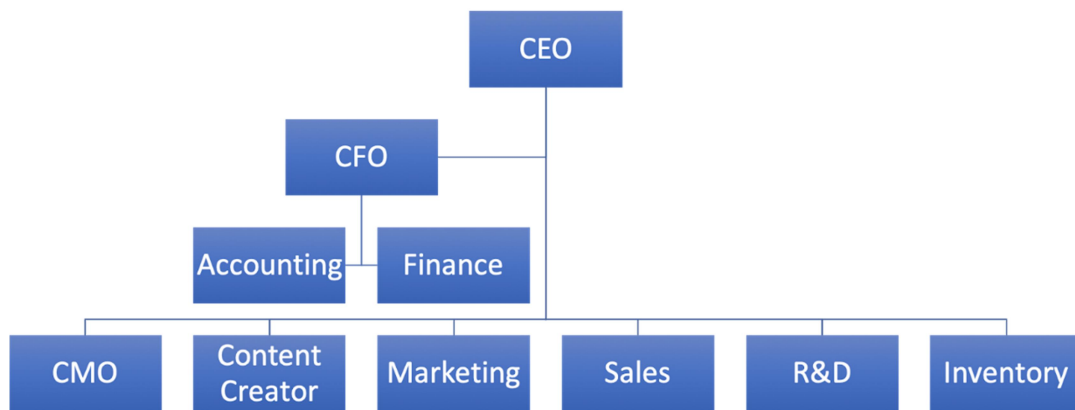 CEO
CFO
Accounting
Finance
CMO
Content
Creator
Marketing
Sales
R&D
Inventory